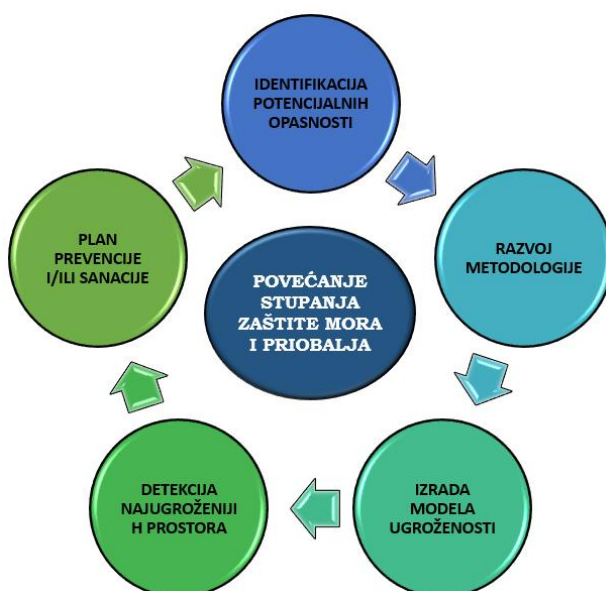 IDENTIFIKACIJA
POTENCIJALNIH
OPASNOSTI
RAZVOJ
METODOLOGIJE
IZRADA
MODELA
UGROŽENOSTI
DETEKCIJA
NAJUGROŽENIJI
H PROSTORA
PLAN
PREVENCIJE
I/ILI SANACIJE
POVEĆANJE
STUPANJA
ZAŠTITE MORA
I PRIOBALJA